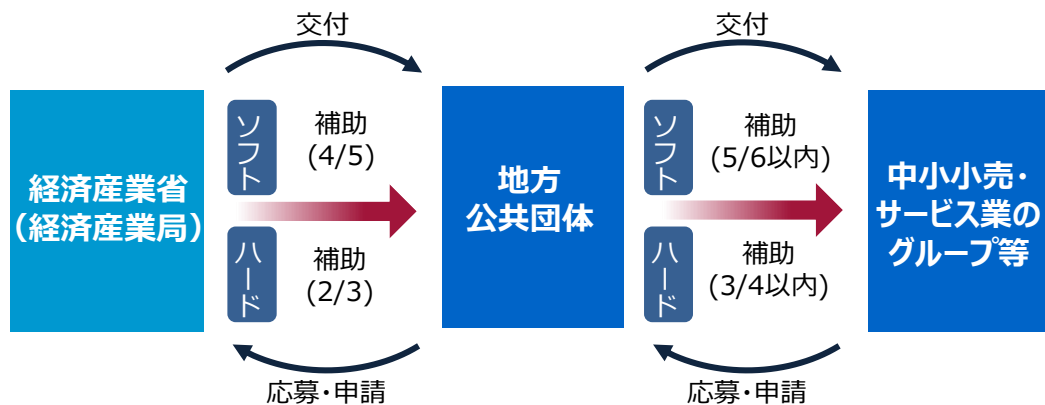 交付
交付
経済産業省
(経済産業局)
ソフト
補助
(4/5)
ハード
補助
(2/3)
地方
公共団体
ソフト
補助
(5/6以内)
ハード
補助
(3/4以内)
中小小売・
サービス業の
グループ等
応募・申請
応募・申請